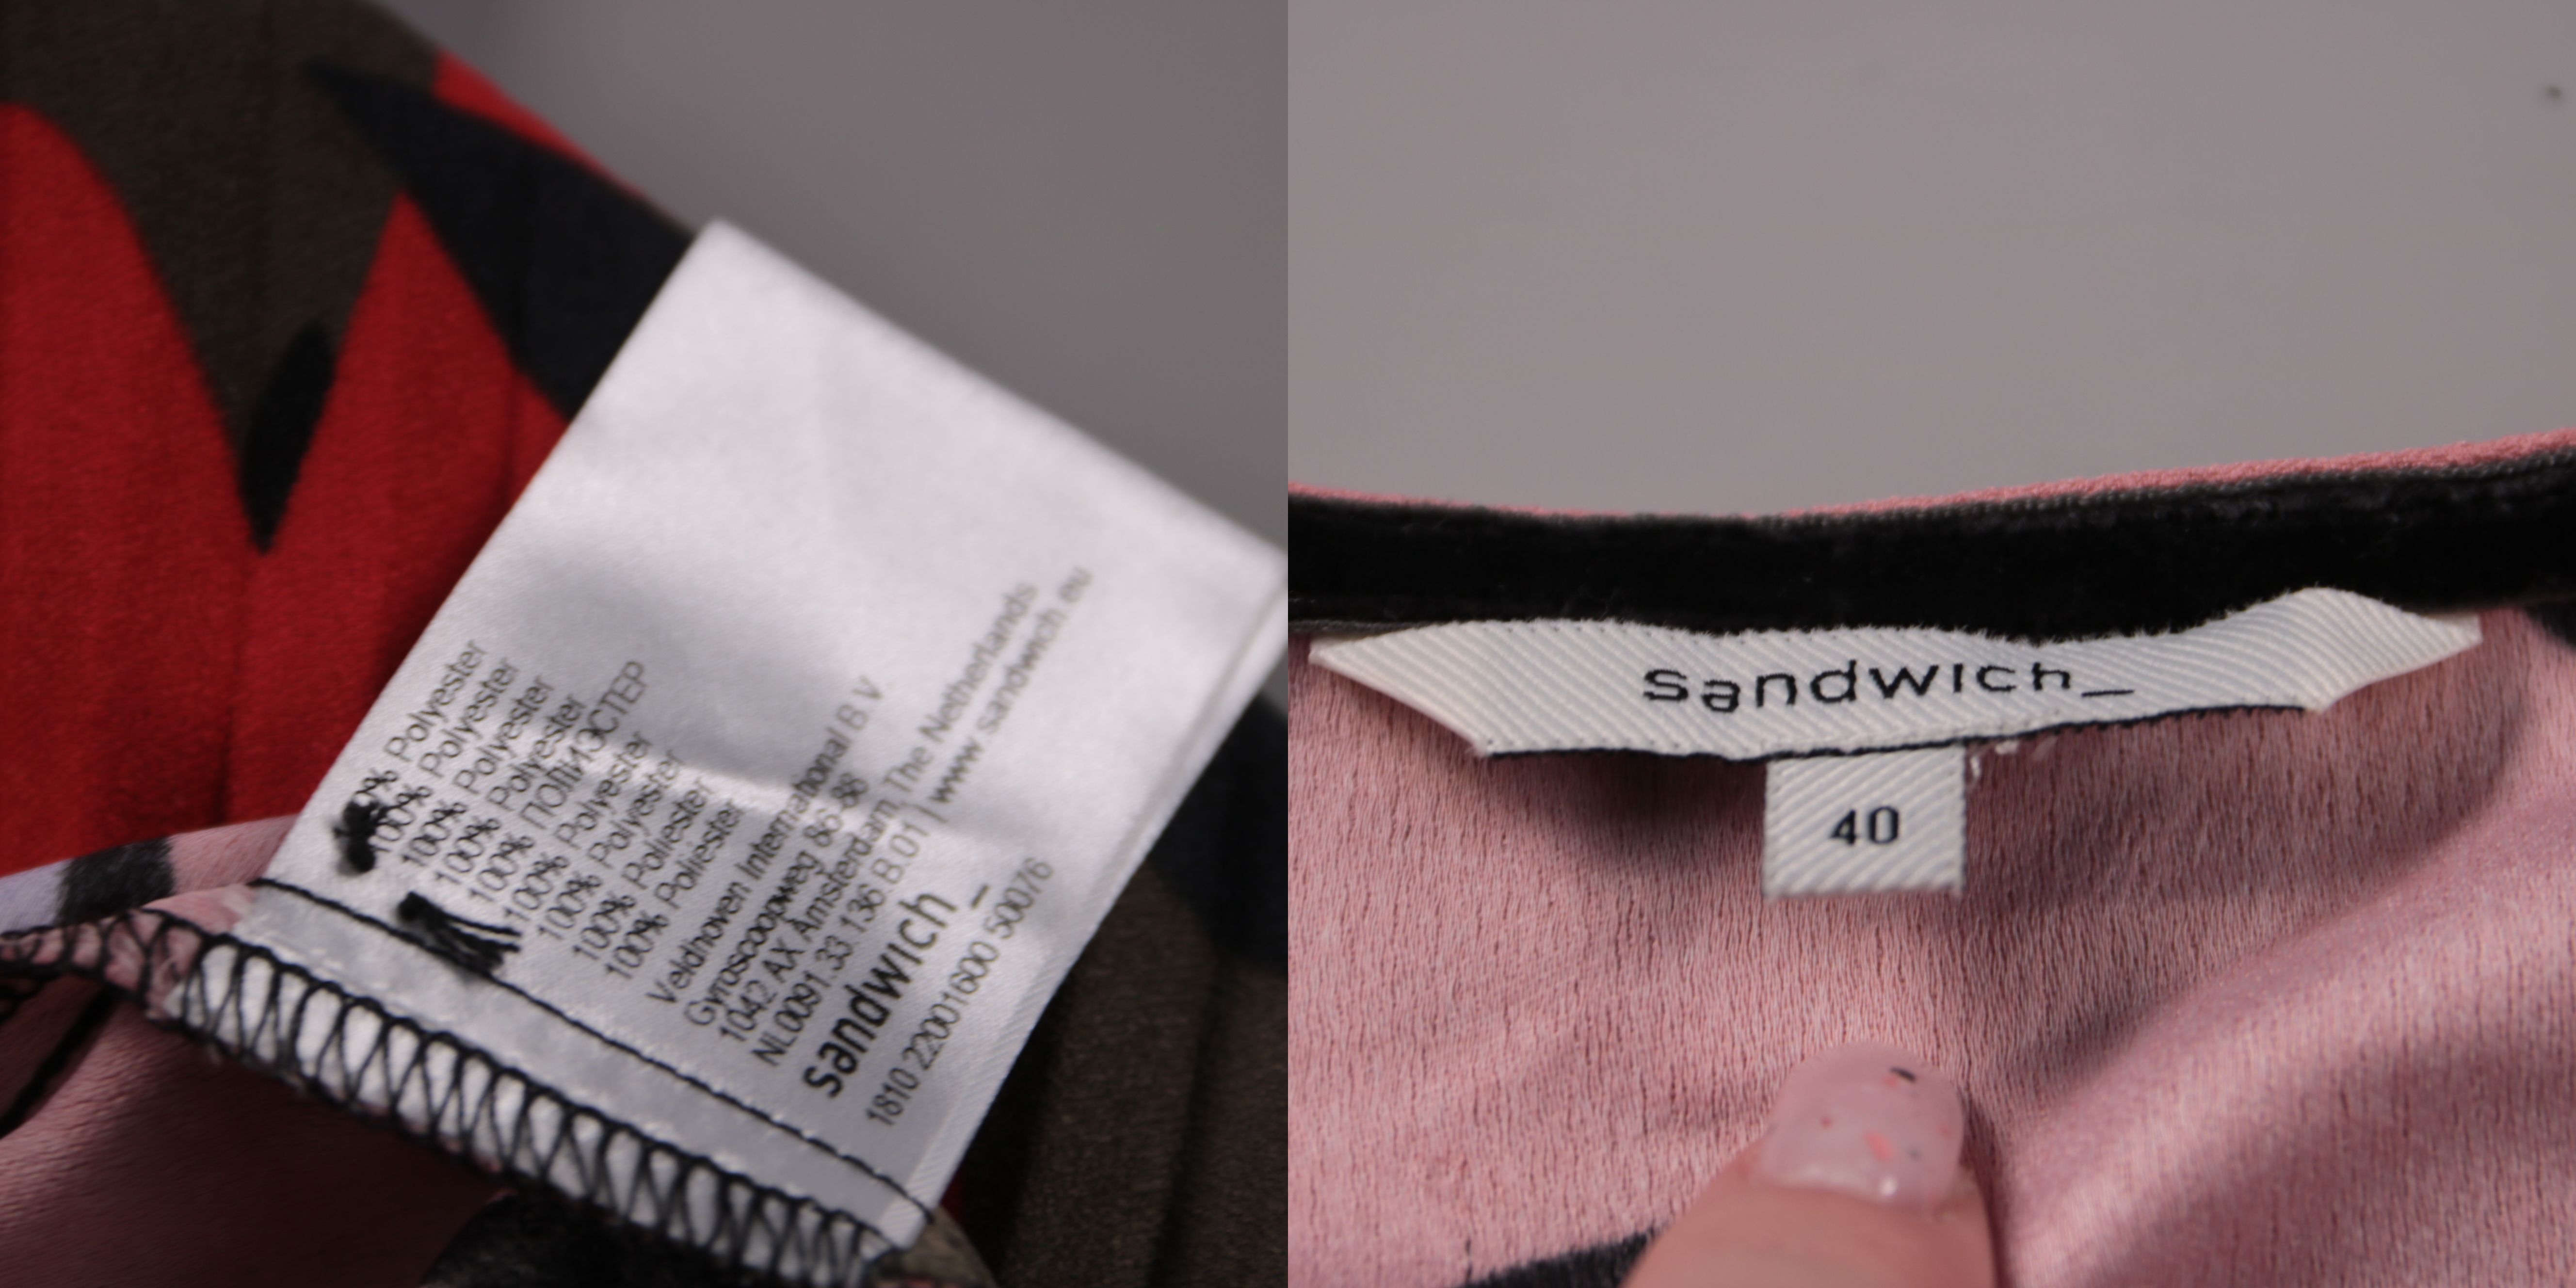 100% Polyester
100% Polyester
100% Polyester
100% Polyester
100% ПОЛИЭСТЕР
100% Polyester
100% Polyester
100% Poliester
100% Poliester
Veldhoven International B V
Gyroscoopweg 86-88
1042 AX Amsterdam, The Netherlands
NL0091.33.136 B.01 | www sandwich.eu
sandwich_
1810 22001600 50076
sandwich_
40